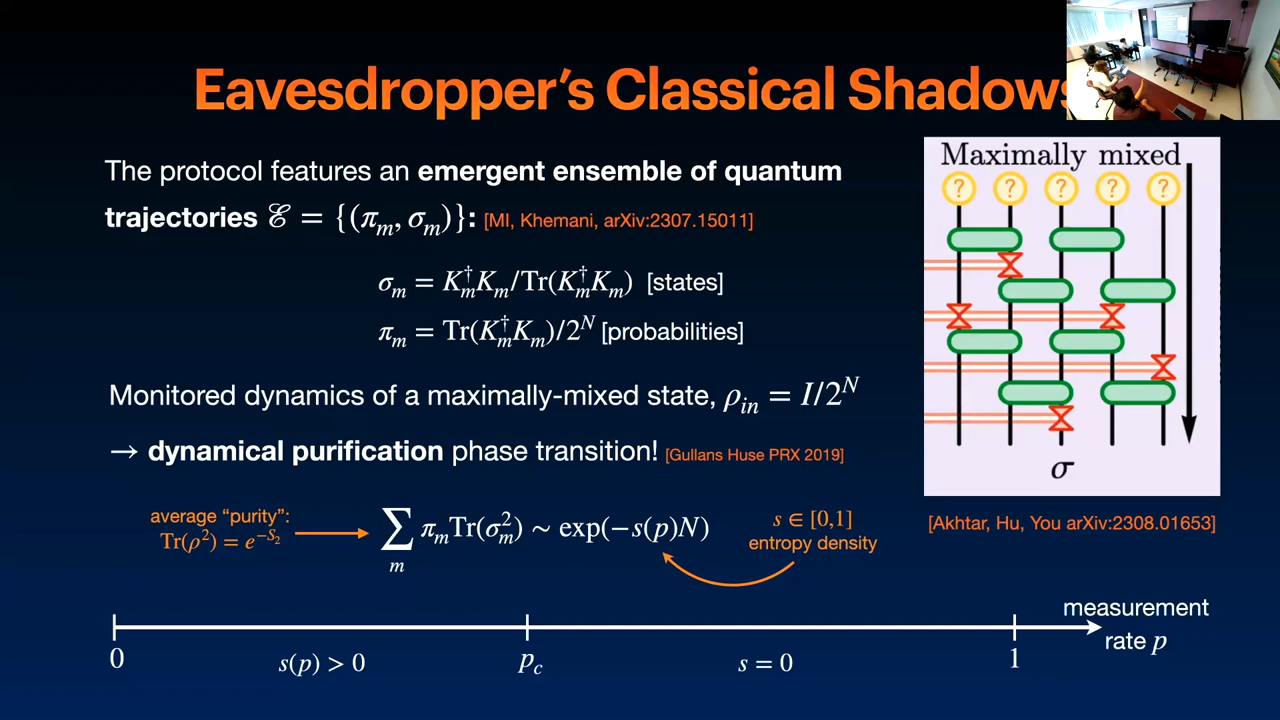 Eavesdropper's Classical Shadows
The protocol features an emergent ensemble of quantum
trajectories ℰ = {(π_m, σ_m)}: [MI, Khemani, arXiv:2307.15011]
σ_m = K_m^† K_m/Tr(K_m^† K_m) [states]
π_m = Tr(K_m^† K_m)/2^N [probabilities]
Monitored dynamics of a maximally-mixed state, ρ_in = I/2^N
→ dynamical purification phase transition! [Gullans Huse PRX 2019]
average “purity”:
Tr(ρ^2) = e^{-S_2}
∑_m π_m Tr(σ_m^2) ~ exp(−s(p)N)
s ∈ [0,1]
entropy density
Maximally mixed
? ? ? ? ?
σ
[Akhtar, Hu, You arXiv:2308.01653]
measurement
rate p
0
s(p) > 0
p_c
s = 0
1